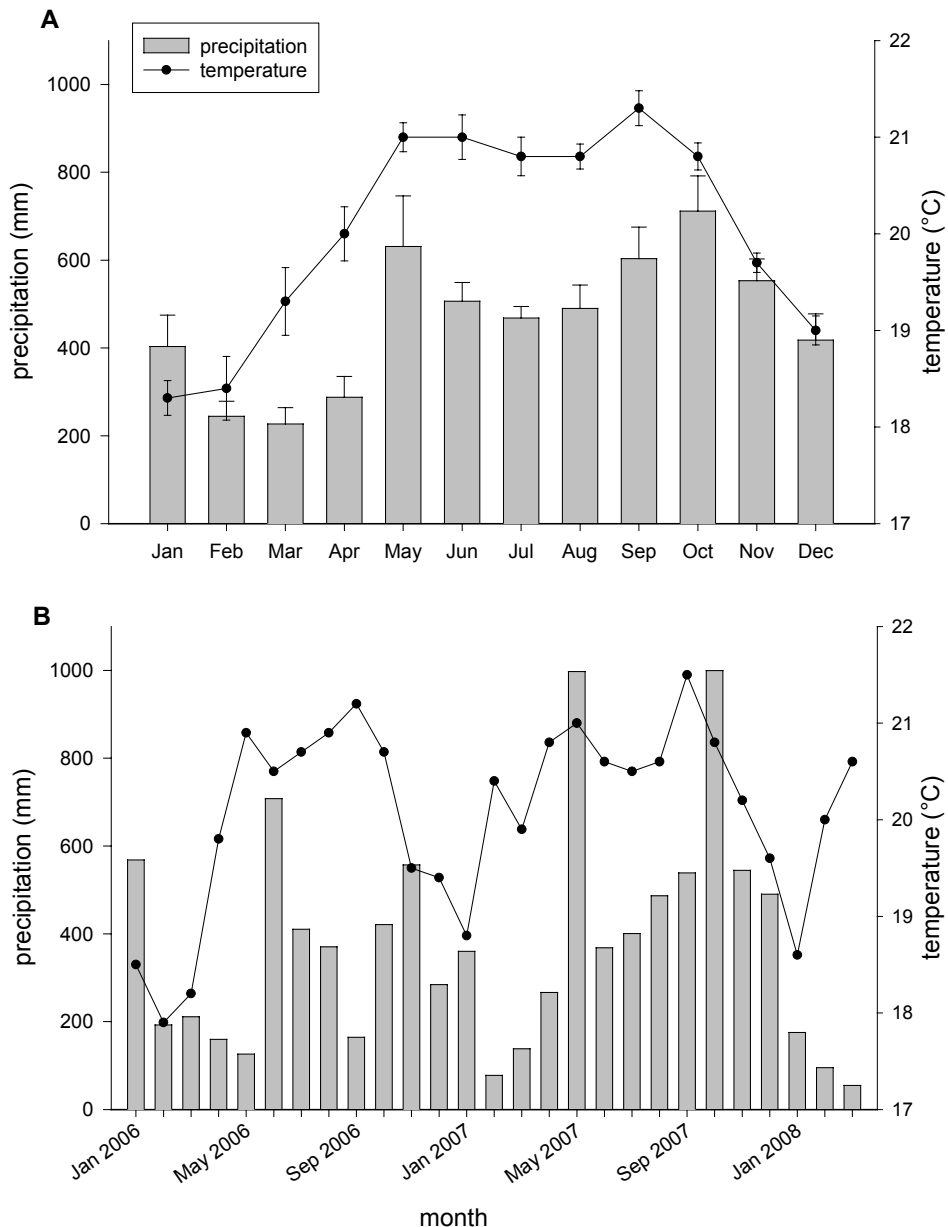 A
precipitation
temperature
precipitation (mm)
1000
800
600
400
200
0
temperature (°C)
22
21
20
19
18
17
Jan Feb Mar Apr May Jun Jul Aug Sep Oct Nov Dec
B
precipitation (mm)
1000
800
600
400
200
0
temperature (°C)
22
21
20
19
18
17
Jan 2006 May 2006 Sep 2006 Jan 2007 May 2007 Sep 2007 Jan 2008
month